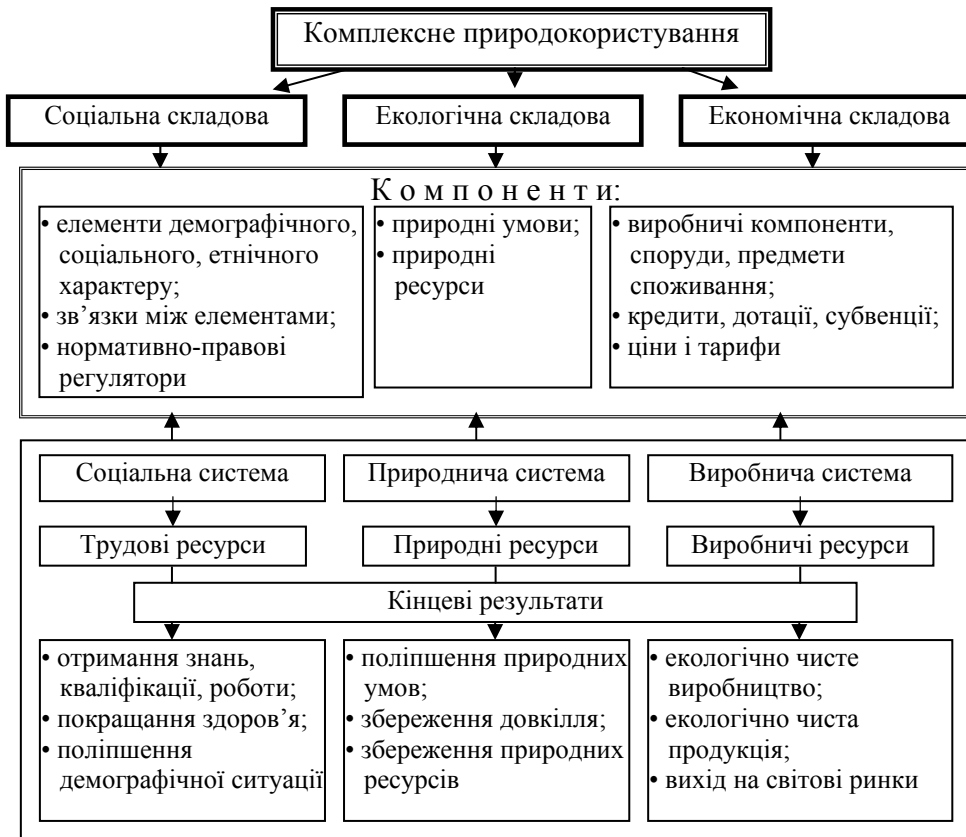 Комплексне природокористування
Соціальна складова
Екологічна складова
Економічна складова
К о м п о н е н т и:
• елементи демографічного,
соціального, етнічного
характеру;
• зв’язки між елементами;
• нормативно-правові
регулятори
• природні умови;
• природні
ресурси
• виробничі компоненти,
споруди, предмети
споживання;
• кредити, дотації, субвенції;
• ціни і тарифи
Соціальна система
Природнича система
Виробнича система
Трудові ресурси
Природні ресурси
Виробничі ресурси
Кінцеві результати
• отримання знань,
кваліфікації, роботи;
• покращання здоров’я;
• поліпшення
демографічної ситуації
• поліпшення природних
умов;
• збереження довкілля;
• збереження природних
ресурсів
• екологічно чисте
виробництво;
• екологічно чиста
продукція;
• вихід на світові ринки